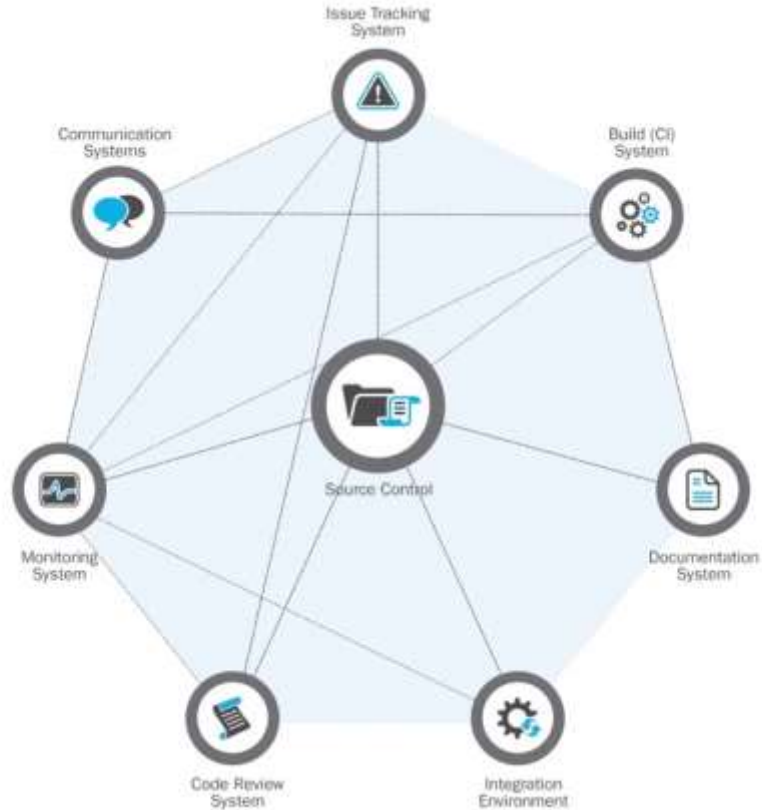 Issue Tracking
System
Communication
Systems
Build (CI)
System
Source Control
Monitoring
System
Documentation
System
Code Review
System
Integration
Environment